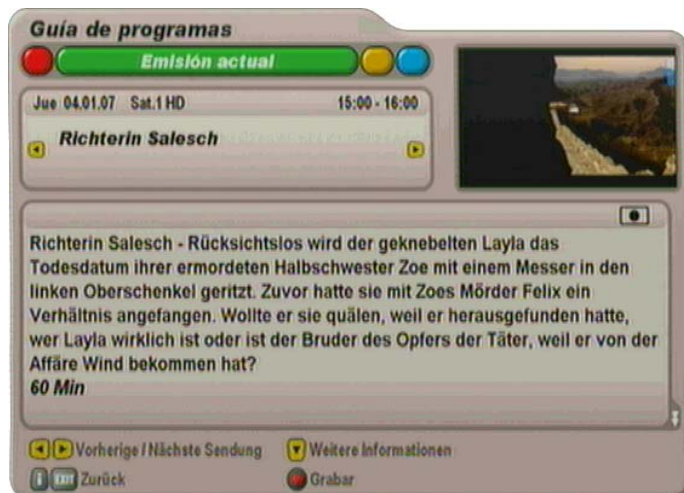 Guía de programas
Emisión actual
Jue 04.01.07 Sat.1 HD 15:00 - 16:00
Richterin Salesch
Richterin Salesch - Rücksichtslos wird der geknebelten Layla das
Todesdatum ihrer ermordeten Halbschwester Zoe mit einem Messer in den
linken Oberschenkel geritzt. Zuvor hatte sie mit Zoes Mörder Felix ein
Verhältnis angefangen. Wollte er sie quälen, weil er herausgefunden hatte,
wer Layla wirklich ist oder ist der Bruder des Opfers der Täter, weil er von der
Affäre Wind bekommen hat?
60 Min
Vorherige / Nächste Sendung Weitere Informationen
i EXIT Zurück Grabar